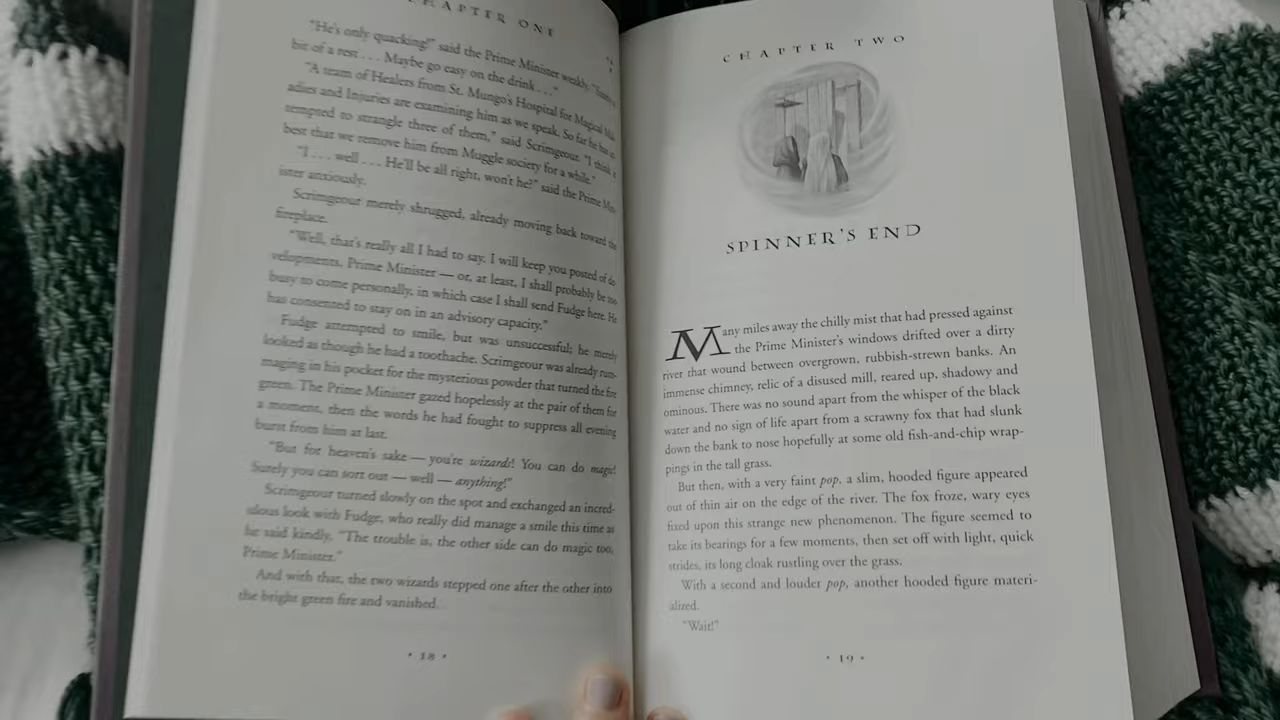 CHAPTER ONE
"He's only quacking!" said the Prime Minister weakly.
bit of a rest . . . Maybe go easy on the drink . . ."
"A team of Healers from St. Mungo's Hospital for Magical
adies and Injuries are examining him as we speak. So far he has
tempted to strangle three of them," said Scrimgeour. "I think
best that we remove him from Muggle society for a while."
"I . . . well . . . He'll be all right, won't he?" said the Prime Min-
ister anxiously.
Scrimgeour merely shrugged, already moving back toward the
fireplace.
"Well, that's really all I had to say. I will keep you posted of de-
velopments, Prime Minister — or, at least, I shall probably be too
busy to come personally, in which case I shall send Fudge here. He
has consented to stay on in an advisory capacity."
Fudge attempted to smile, but was unsuccessful; he merely
looked as though he had a toothache. Scrimgeour was already rum-
maging in his pocket for the mysterious powder that turned the fire
green. The Prime Minister gazed hopelessly at the pair of them for
a moment, then the words he had fought to suppress all evening
burst from him at last.
"But for heaven's sake — you're wizards! You can do magic!
Surely you can sort out — well — anything!"
Scrimgeour turned slowly on the spot and exchanged an incred-
ulous look with Fudge, who really did manage a smile this time as
he said kindly, "The trouble is, the other side can do magic too,
Prime Minister."
And with that, the two wizards stepped one after the other into
the bright green fire and vanished.
• 18 •
CHAPTER TWO
SPINNER'S END
Many miles away the chilly mist that had pressed against
the Prime Minister's windows drifted over a dirty
river that wound between overgrown, rubbish-strewn banks. An
immense chimney, relic of a disused mill, reared up, shadowy and
ominous. There was no sound apart from the whisper of the black
water and no sign of life apart from a scrawny fox that had slunk
down the bank to nose hopefully at some old fish-and-chip wrap-
pings in the tall grass.
But then, with a very faint pop, a slim, hooded figure appeared
out of thin air on the edge of the river. The fox froze, wary eyes
fixed upon this strange new phenomenon. The figure seemed to
take its bearings for a few moments, then set off with light, quick
strides, its long cloak rustling over the grass.
With a second and louder pop, another hooded figure materi-
alized.
"Wait!"
• 19 •